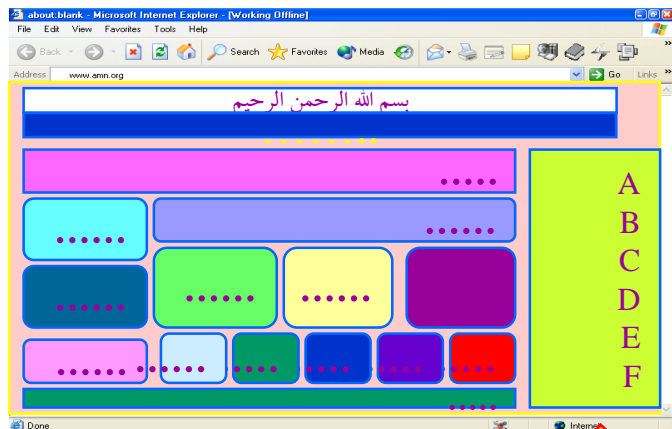 about:blank - Microsoft Internet Explorer - [Working Offline]
File Edit View Favorites Tools Help
Back Search Favorites Media »
Address www.amn.org Go Links »
بسم الله الرحمن الرحيم
A
B
C
D
E
F
Done Internet